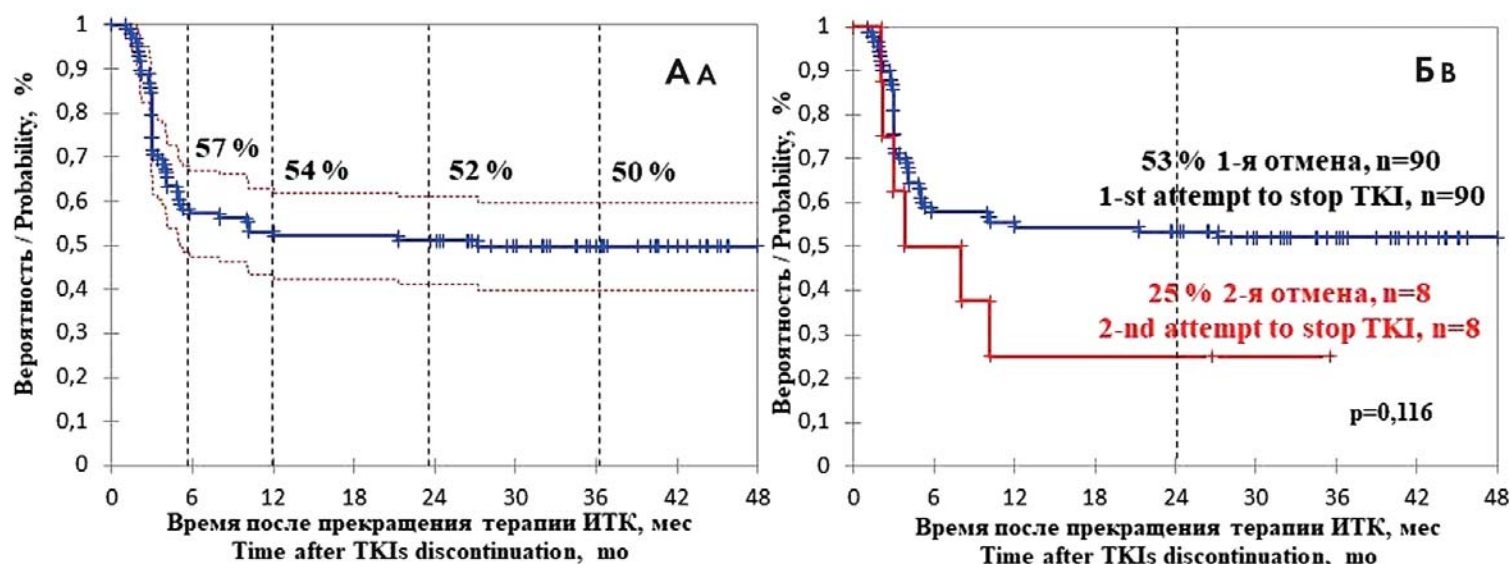 Вероятность / Probability, %
1
0,9
0,8
0,7
0,6
0,5
0,4
0,3
0,2
0,1
0
А A
57 %
54 %
52 %
50 %
0 6 12 18 24 30 36 42 48
Время после прекращения терапии ИТК, мес
Time after TKIs discontinuation, mo
Вероятность / Probability, %
1
0,9
0,8
0,7
0,6
0,5
0,4
0,3
0,2
0,1
0
Б B
53 % 1-я отмена, n=90
1-st attempt to stop TKI, n=90
25 % 2-я отмена, n=8
2-nd attempt to stop TKI, n=8
p=0,116
0 6 12 18 24 30 36 42 48
Время после прекращения терапии ИТК, мес
Time after TKIs discontinuation, mo